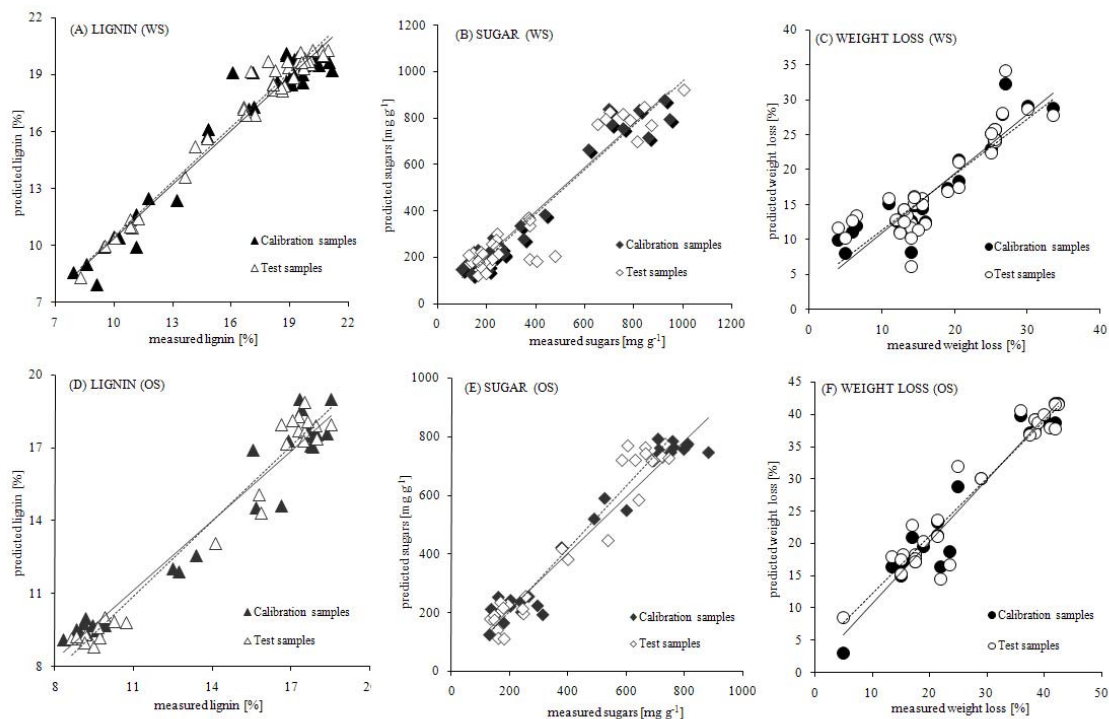 (A) LIGNIN (WS)
predicted lignin [%]
22
19
16
13
10
7
7 10 13 16 19 22
measured lignin [%]
Calibration samples
Test samples
(B) SUGAR (WS)
predicted sugars [mg g-1]
1200
1000
800
600
400
200
0
0 200 400 600 800 1000 1200
measured sugars [mg g-1]
Calibration samples
Test samples
(C) WEIGHT LOSS (WS)
predicted weight loss [%]
40
35
30
25
20
15
10
5
0
0 10 20 30 40
measured weight loss [%]
Calibration samples
Test samples
(D) LIGNIN (OS)
predicted lignin [%]
20
17
14
11
8
8 11 14 17 20
measured lignin [%]
Calibration samples
Test samples
(E) SUGAR (OS)
predicted sugars [mg g-1]
1000
800
600
400
200
0
0 200 400 600 800 1000
measured sugars [mg g-1]
Calibration samples
Test samples
(F) WEIGHT LOSS (OS)
predicted weight loss [%]
45
40
35
30
25
20
15
10
5
0
0 10 20 30 40 50
measured weight loss [%]
Calibration samples
Test samples